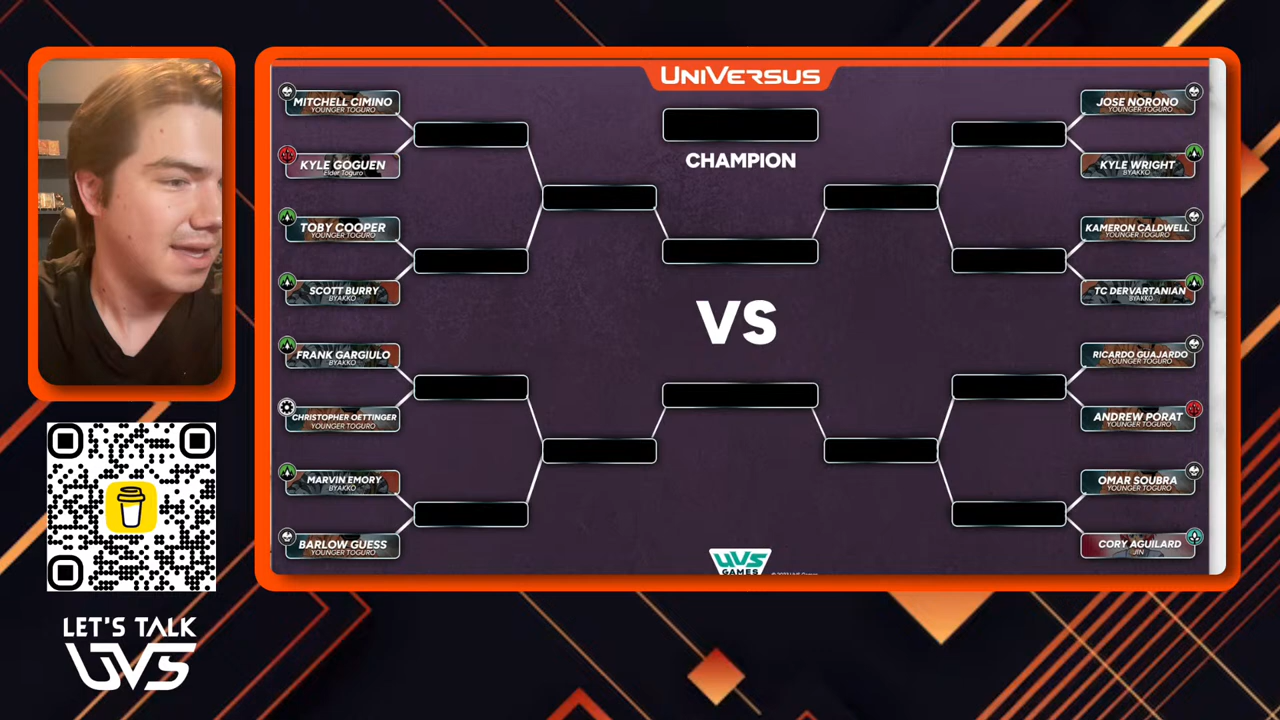 UNIVERSUS
MITCHELL CIMINO
YOUNGER TOGURO
KYLE GOGUEN
Elder Toguro
TOBY COOPER
YOUNGER TOGURO
SCOTT BURRY
BYAKKO
FRANK GARGIULO
BYAKKO
CHRISTOPHER OETTINGER
YOUNGER TOGURO
MARVIN EMORY
BYAKKO
BARLOW GUESS
YOUNGER TOGURO
CHAMPION
VS
JOSE NORONO
YOUNGER TOGURO
KYLE WRIGHT
BYAKKO
KAMERON CALDWELL
YOUNGER TOGURO
TC DERVARTANIAN
BYAKKO
RICARDO GUAJARDO
YOUNGER TOGURO
ANDREW PORAT
YOUNGER TOGURO
OMAR SOUBRA
YOUNGER TOGURO
CORY AGUILARD
JIN
UVS
GAMES
LET'S TALK
UVS